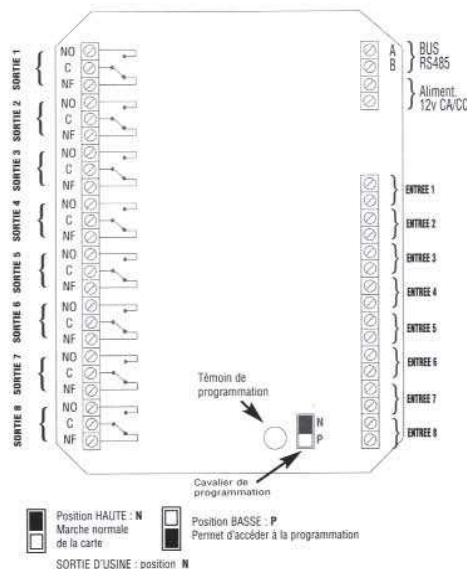 SORTIE 1
NO
C
NF
SORTIE 2
NO
C
NF
SORTIE 3
NO
C
NF
SORTIE 4
NO
C
NF
SORTIE 5
NO
C
NF
SORTIE 6
NO
C
NF
SORTIE 7
NO
C
NF
SORTIE 8
NO
C
NF
A
B
BUS
RS485
Aliment.
12v CA/CC
ENTREE 1
ENTREE 2
ENTREE 3
ENTREE 4
ENTREE 5
ENTREE 6
ENTREE 7
ENTREE 8
Témoin de
programmation
N
P
Cavalier de
programmation
Position HAUTE : N
Marche normale
de la carte
Position BASSE : P
Permet d'accéder à la programmation
SORTIE D'USINE : position N